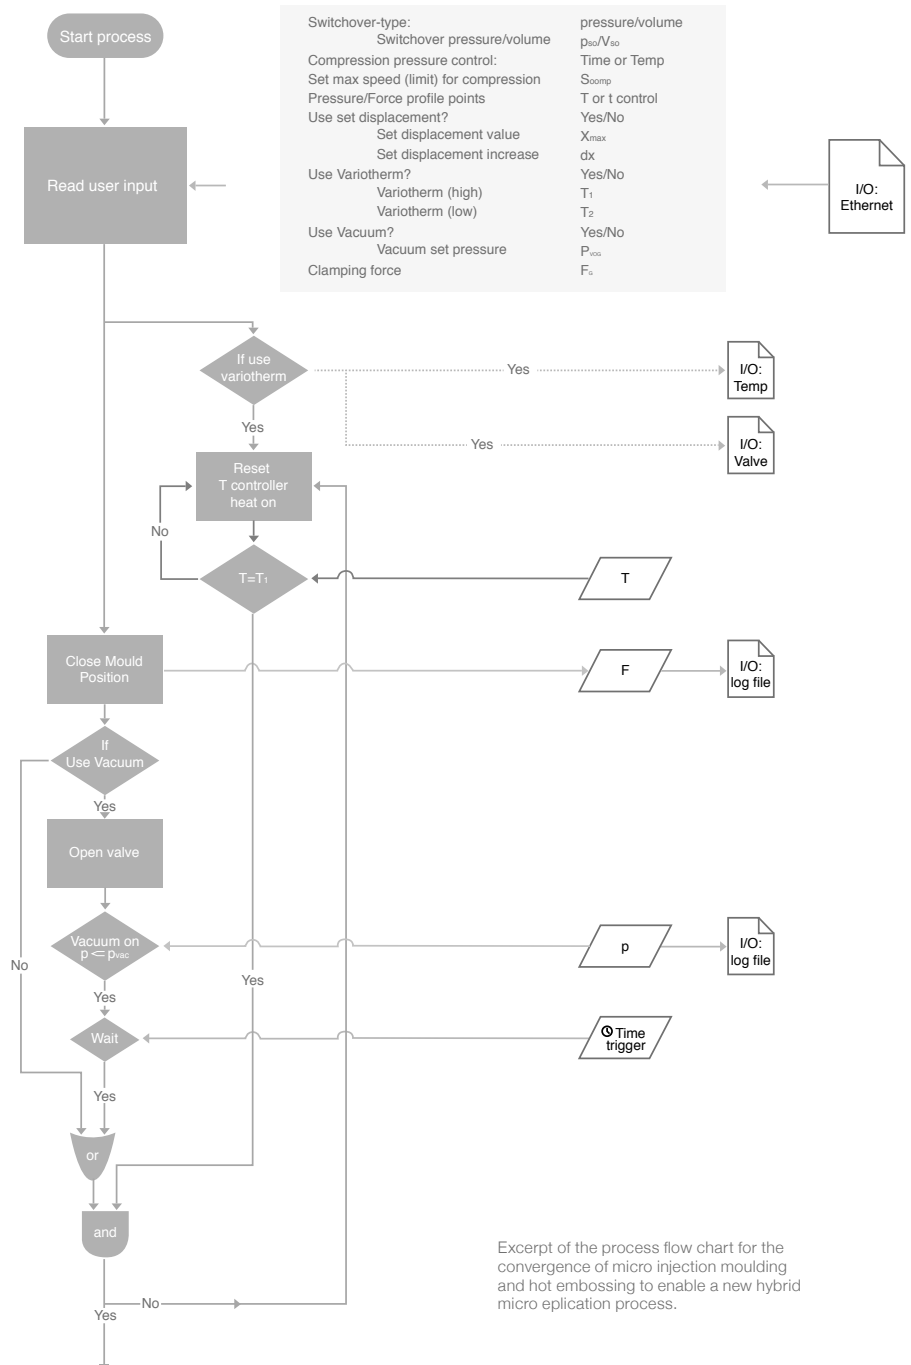 Start process
Switchover-type: pressure/volume
Switchover pressure/volume pso/Vso
Compression pressure control: Time or Temp
Set max speed (limit) for compression Soomp
Pressure/Force profile points T or t control
Use set displacement? Yes/No
Set displacement value Xmax
Set displacement increase dx
Use Variotherm? Yes/No
Variotherm (high) T1
Variotherm (low) T2
Use Vacuum? Yes/No
Vacuum set pressure
Clamping force
Read user input
I/O:
Ethernet
If use
variotherm
Yes
I/O:
Temp
Yes
Yes
I/O:
Valve
Reset
T controller
heat on
No
T=T1
T
Close Mould
Position
F
I/O:
log file
If
Use Vacuum
Yes
Open valve
Vacuum on
p <= pvac
p
I/O:
log file
No
Yes
Yes
Wait
Time
trigger
Yes
or
and
No
Yes
Excerpt of the process flow chart for the
convergence of micro injection moulding
and hot embossing to enable a new hybrid
micro eplication process.